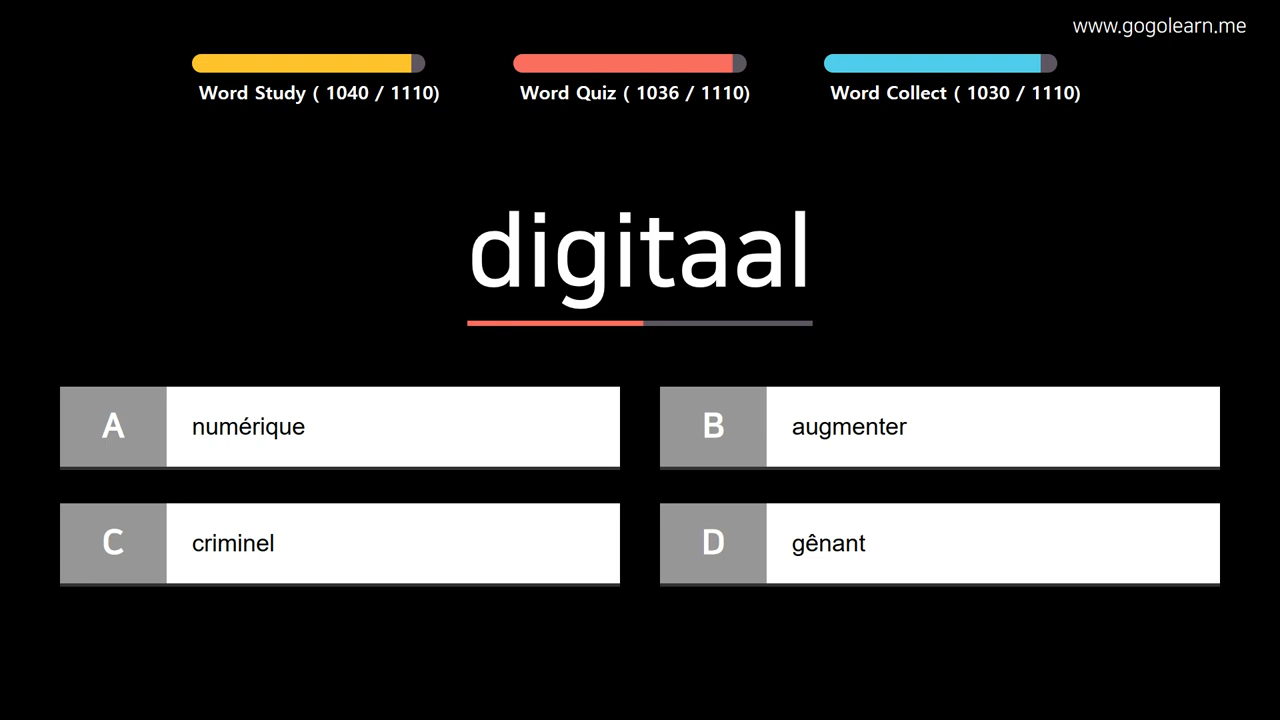 www.gogolearn.me
Word Study ( 1040 / 1110)
Word Quiz ( 1036 / 1110)
Word Collect ( 1030 / 1110)
digitaal
A numérique
B augmenter
C criminel
D gênant